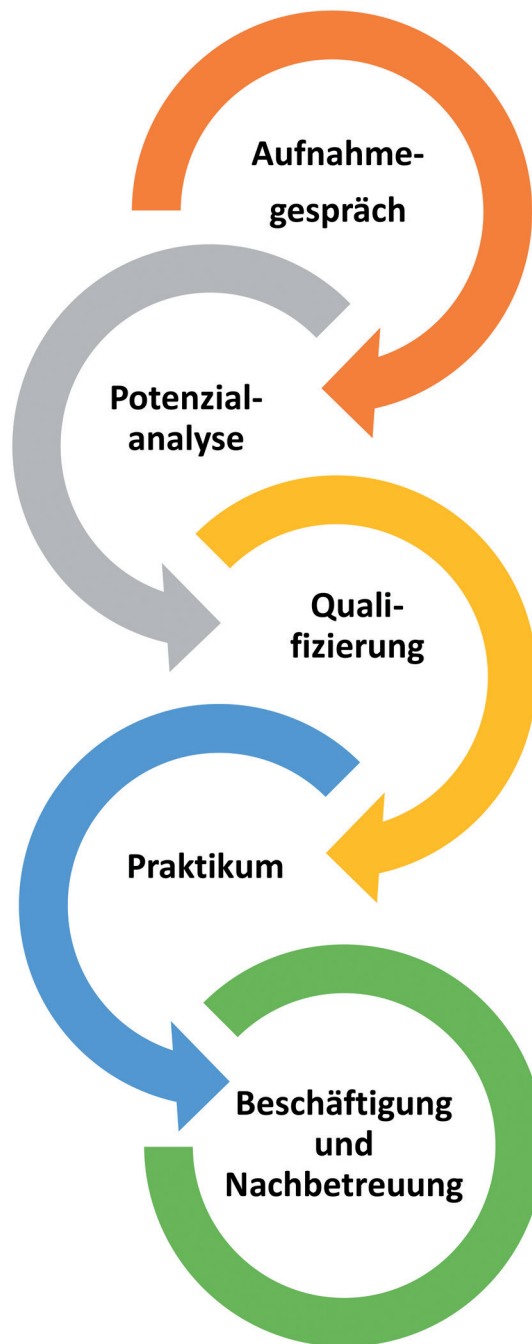 Aufnahme-
gespräch
Potenzial-
analyse
Quali-
fizierung
Praktikum
Beschäftigung
und
Nachbetreuung